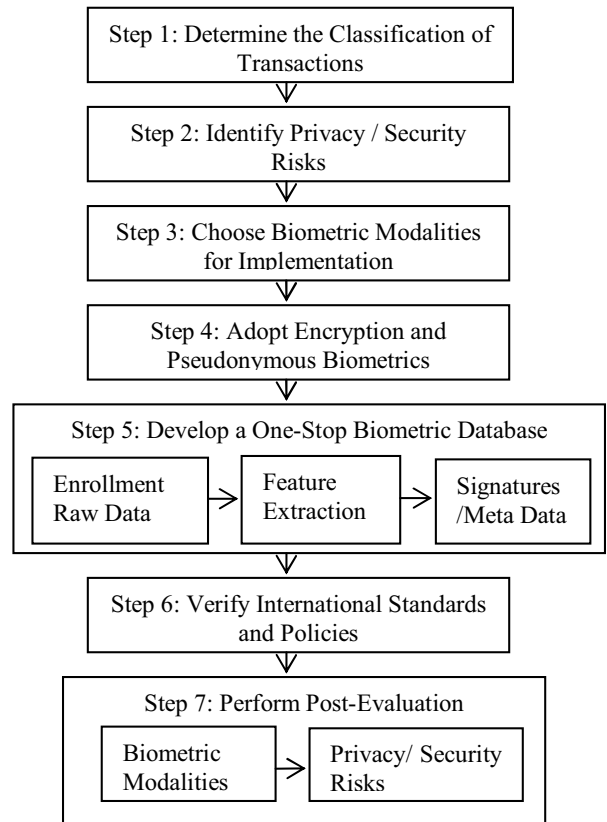 Step 1: Determine the Classification of
Transactions
Step 2: Identify Privacy / Security
Risks
Step 3: Choose Biometric Modalities
for Implementation
Step 4: Adopt Encryption and
Pseudonymous Biometrics
Step 5: Develop a One-Stop Biometric Database
Enrollment
Raw Data
Feature
Extraction
Signatures
/Meta Data
Step 6: Verify International Standards
and Policies
Step 7: Perform Post-Evaluation
Biometric
Modalities
Privacy/ Security
Risks